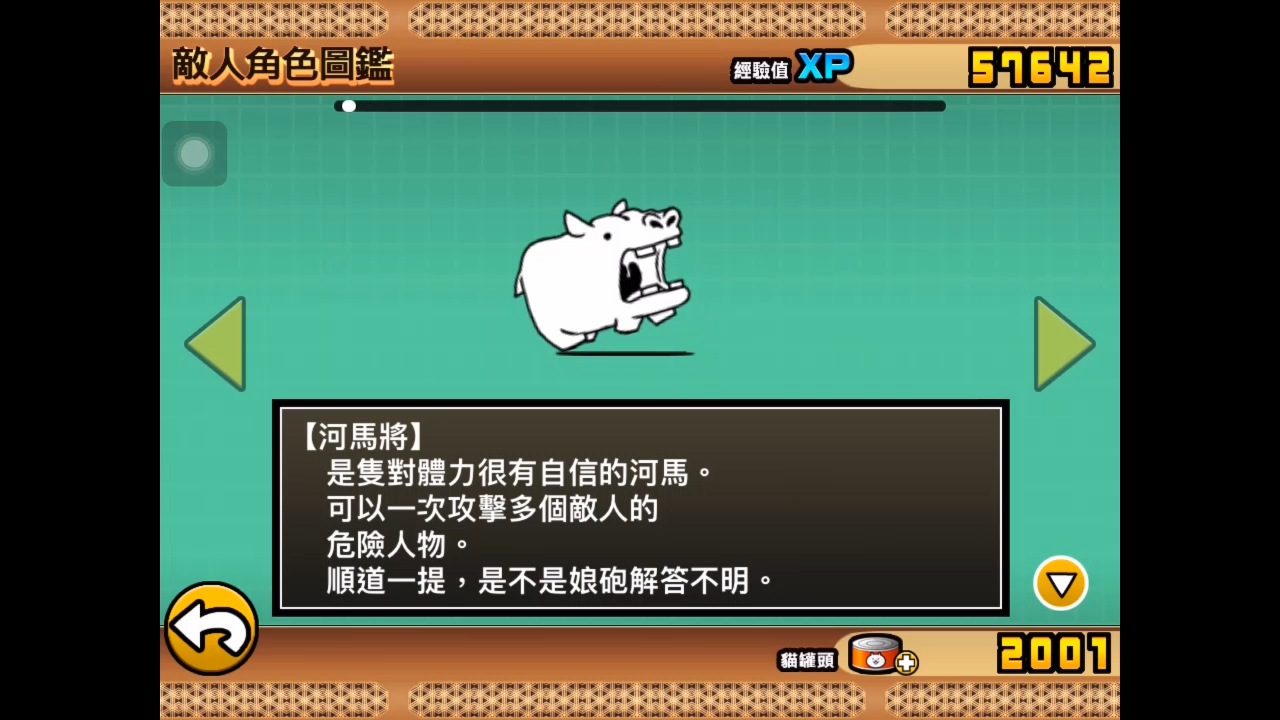 敵人角色圖鑑
經驗值 XP 57642
【河馬將】
是隻對體力很有自信的河馬。
可以一次攻擊多個敵人的
危險人物。
順道一提，是不是娘砲解答不明。
貓罐頭 2001